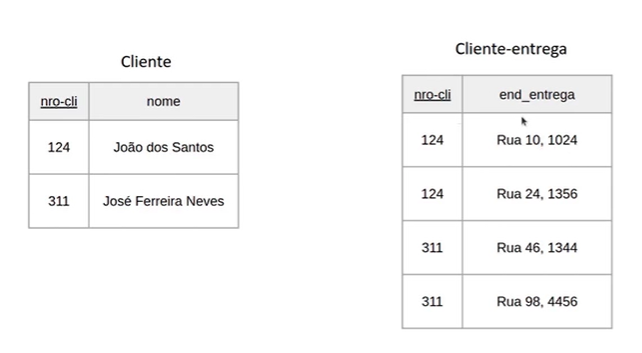 Cliente
nro-cli nome
124 João dos Santos
311 José Ferreira Neves
Cliente-entrega
nro-cli end_entrega
124 Rua 10, 1024
124 Rua 24, 1356
311 Rua 46, 1344
311 Rua 98, 4456